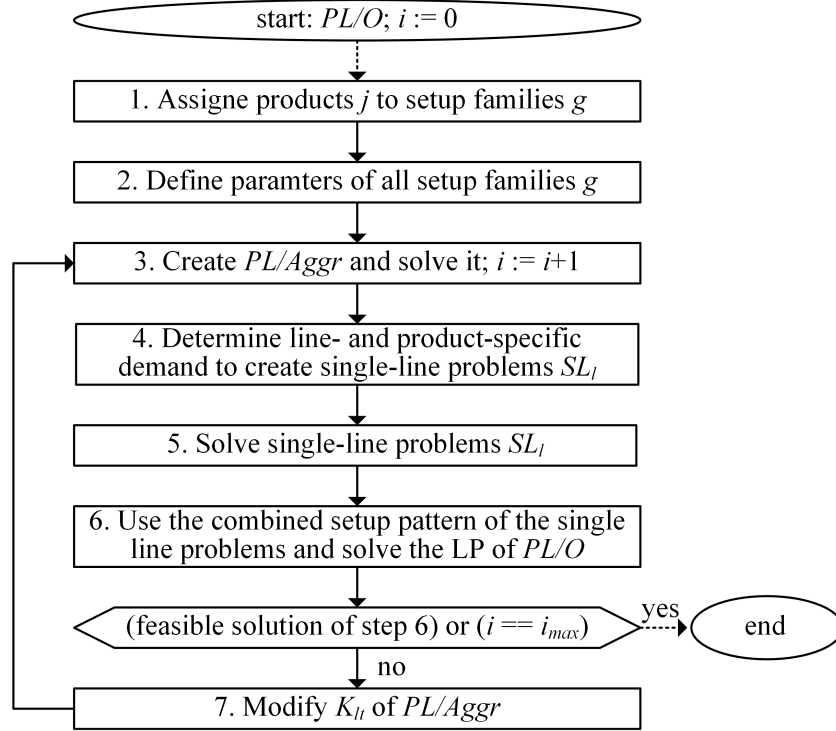 start: PL/O; i := 0
1. Assigne products j to setup families g
2. Define paramters of all setup families g
3. Create PL/Aggr and solve it; i := i+1
4. Determine line- and product-specific
demand to create single-line problems SLl
5. Solve single-line problems SLl
6. Use the combined setup pattern of the single
line problems and solve the LP of PL/O
(feasible solution of step 6) or (i == imax)
yes
end
no
7. Modify Klt of PL/Aggr